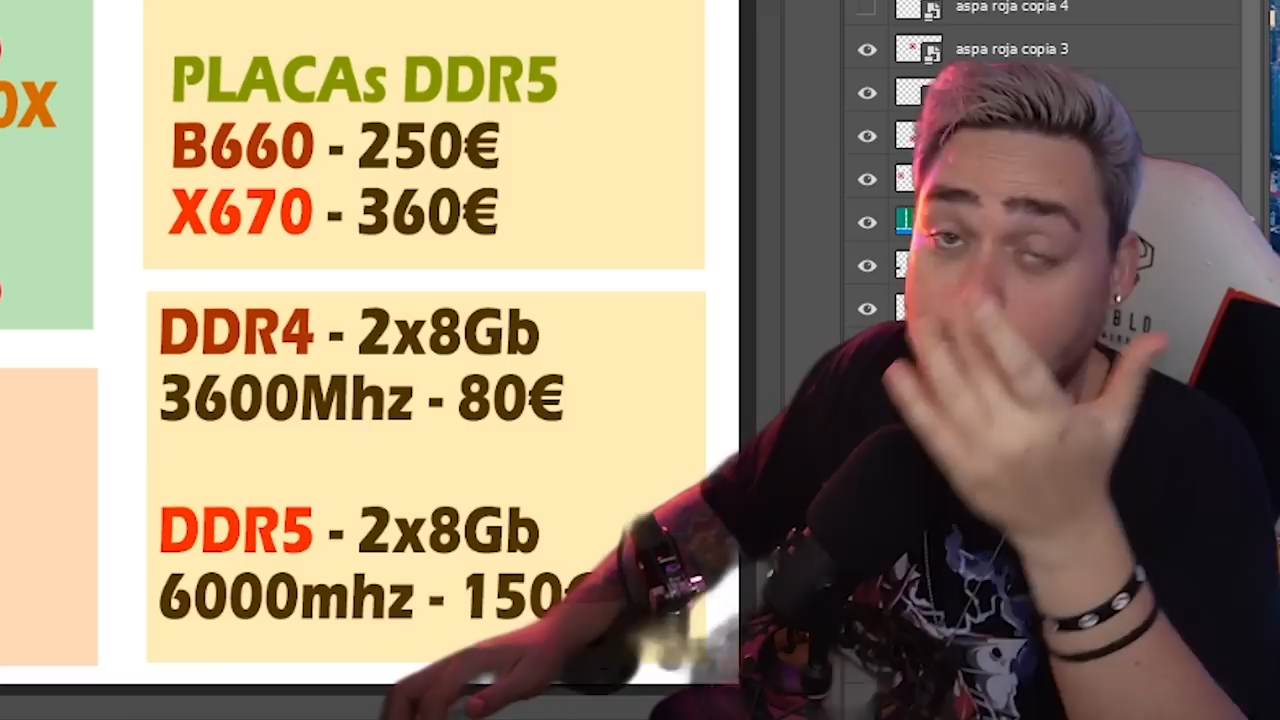 aspa roja copia 4
aspa roja copia 3
0X
PLACAs DDR5
B660 - 250€
X670 - 360€
DDR4 - 2x8Gb
3600Mhz - 80€
DDR5 - 2x8Gb
6000mhz - 150€